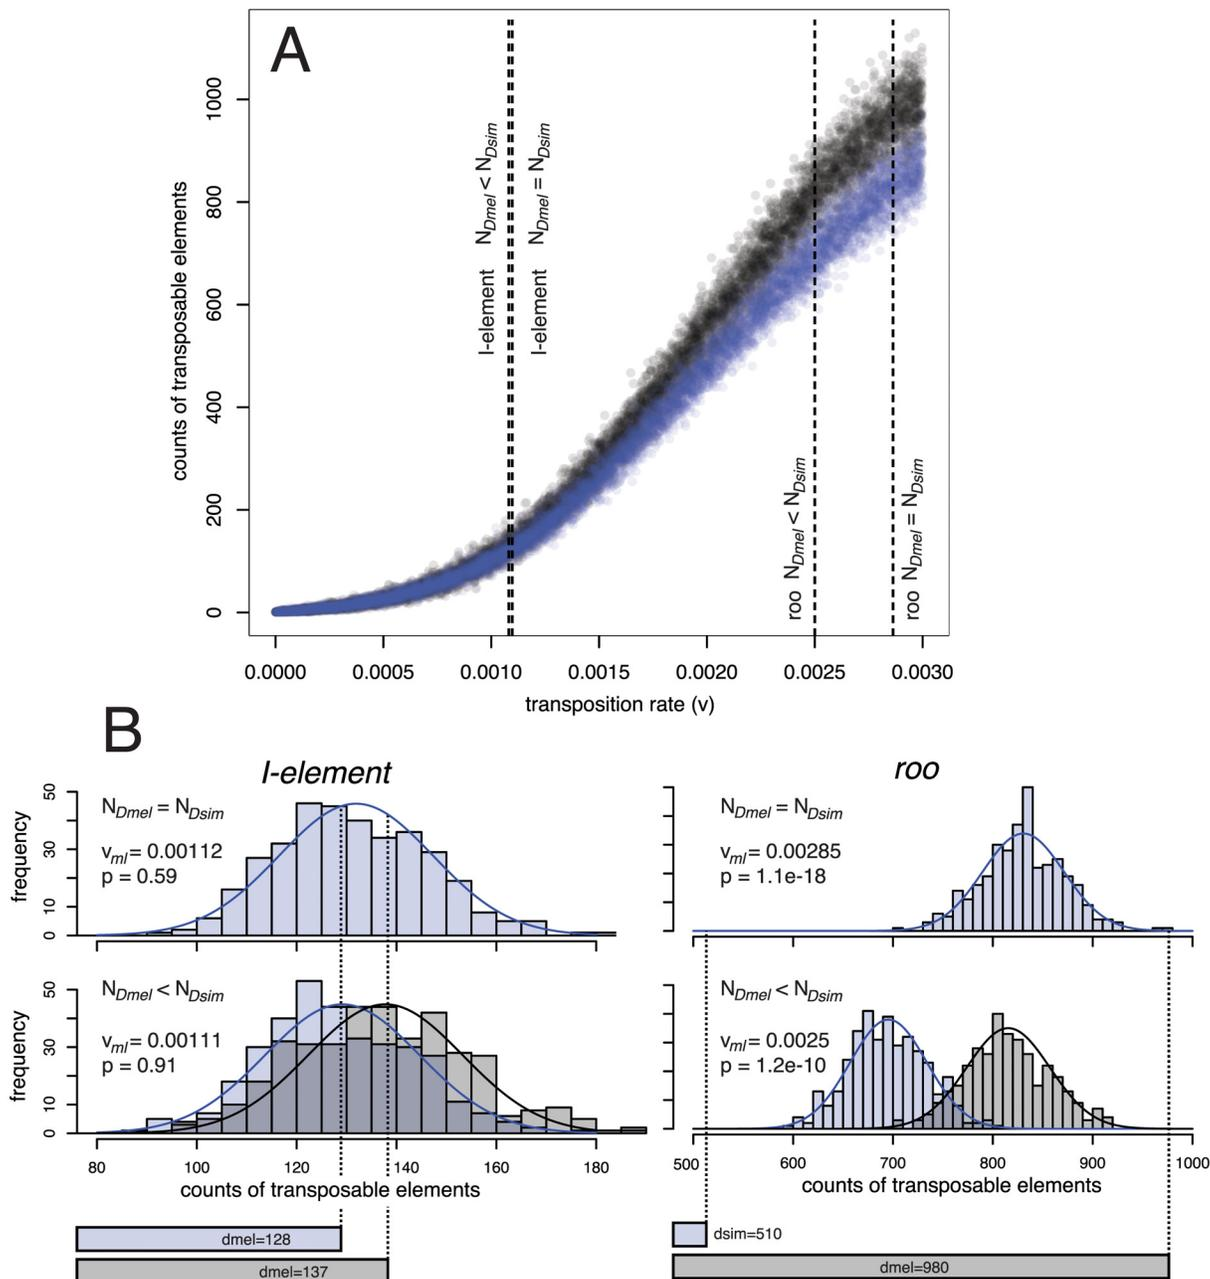 A
1000
800
600
400
200
0
counts of transposable elements
I-element N_Dmel < N_Dsim
I-element N_Dmel = N_Dsim
roo N_Dmel < N_Dsim
roo N_Dmel = N_Dsim
0.0000 0.0005 0.0010 0.0015 0.0020 0.0025 0.0030
transposition rate (v)
B
I-element
50
30
10
0
frequency
N_Dmel = N_Dsim
v_ml = 0.00112
p = 0.59
roo
N_Dmel = N_Dsim
v_ml = 0.00285
p = 1.1e-18
50
30
10
0
frequency
N_Dmel < N_Dsim
v_ml = 0.00111
p = 0.91
N_Dmel < N_Dsim
v_ml = 0.0025
p = 1.2e-10
80 100 120 140 160 180
counts of transposable elements
500 600 700 800 900 1000
counts of transposable elements
dmel=128
dmel=137
dsim=510
dmel=980